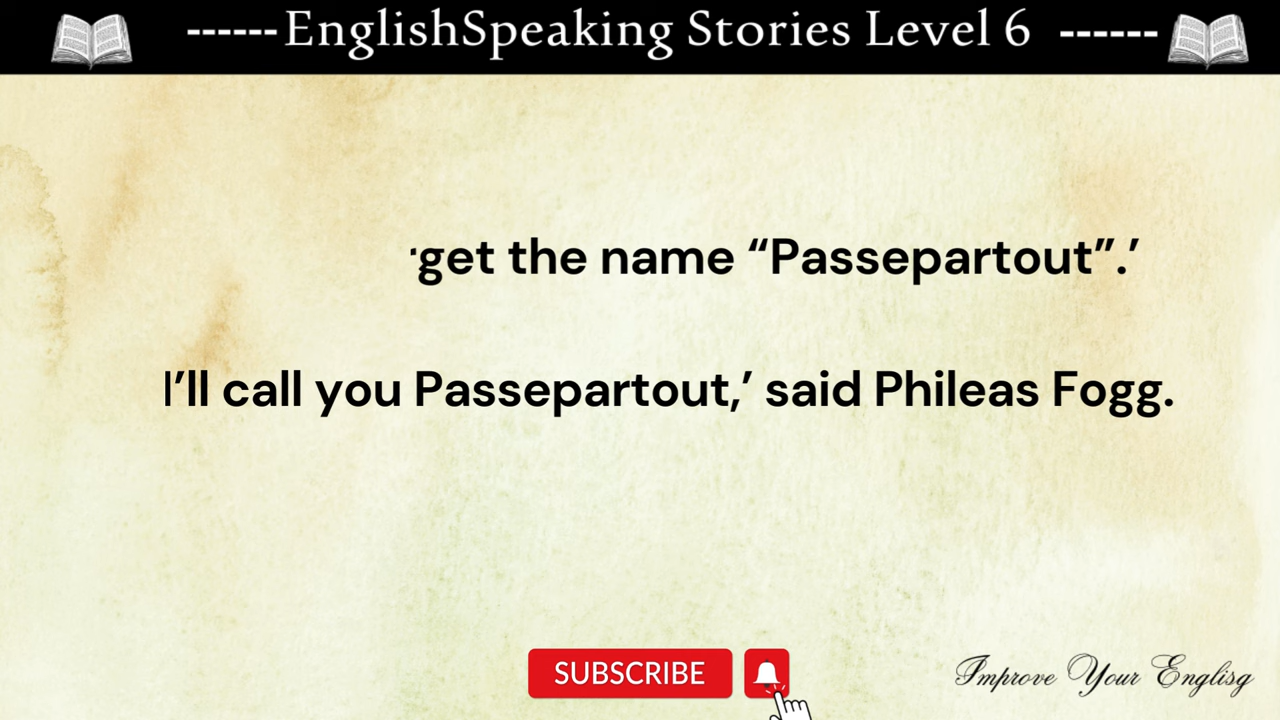 ------EnglishSpeaking Stories Level 6 ------
get the name “Passepartout”.’
I’ll call you Passepartout,’ said Phileas Fogg.
SUBSCRIBE
Improve Your Englisg